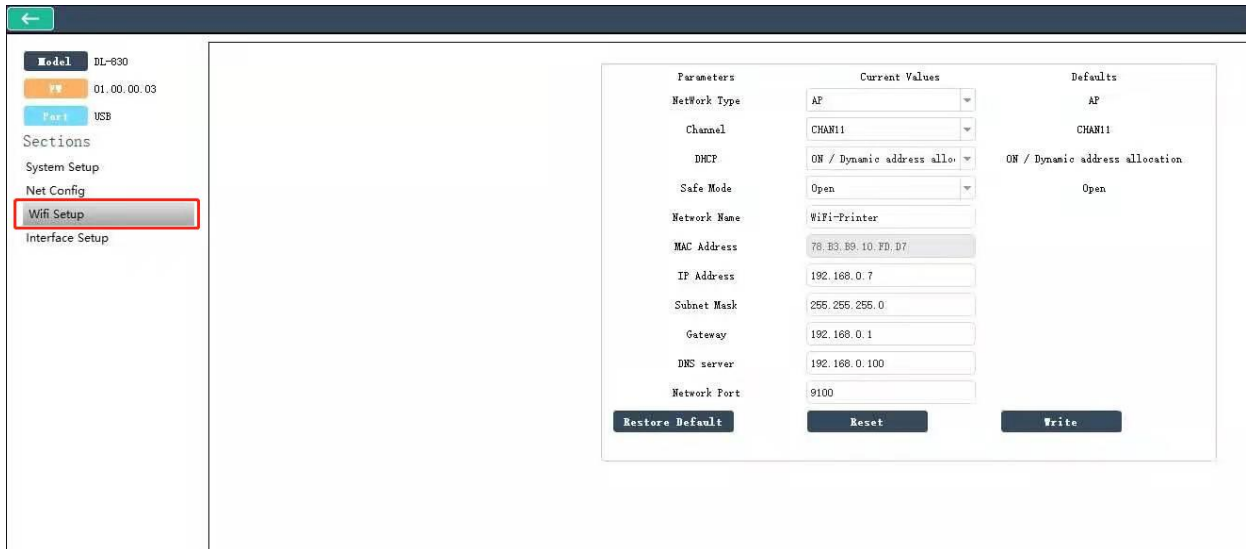 Model DL-830
FW 01.00.00.03
Port USB
Sections
System Setup
Net Config
Wifi Setup
Interface Setup
Parameters Current Values Defaults
NetWork Type AP AP
Channel CHAN11 CHAN11
DHCP ON / Dynamic address allo ON / Dynamic address allocation
Safe Mode Open Open
Network Name WiFi-Printer
MAC Address 78.B3.B9.10.FD.D7
IP Address 192.168.0.7
Subnet Mask 255.255.255.0
Gateway 192.168.0.1
DNS server 192.168.0.100
Network Port 9100
Restore Default Reset Write